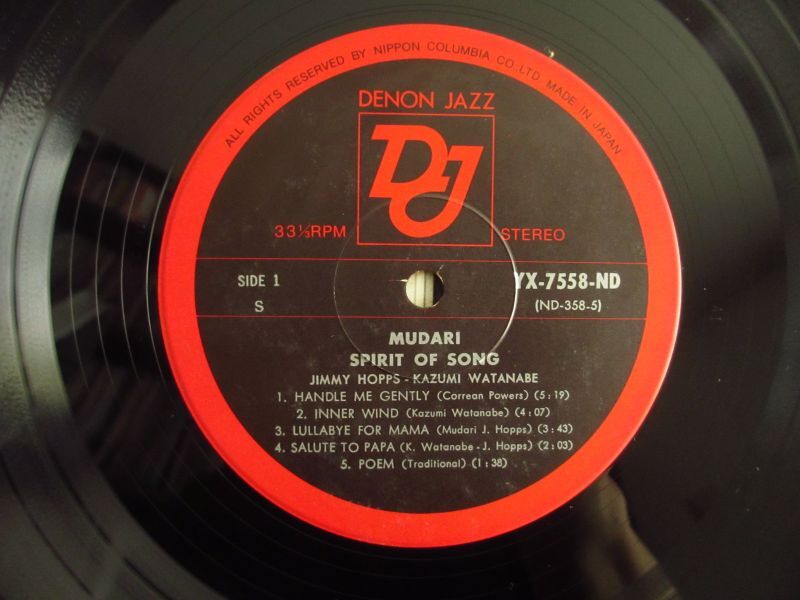 ALL RIGHTS RESERVED BY NIPPON COLUMBIA CO.,LTD. MADE IN JAPAN
DENON JAZZ
DJ
33⅓RPM
STEREO
SIDE 1
YX-7558-ND
S
(ND-358-5)
MUDARI
SPIRIT OF SONG
JIMMY HOPPS - KAZUMI WATANABE
1. HANDLE ME GENTLY (Correan Powers) (5:19)
2. INNER WIND (Kazumi Watanabe) (4:07)
3. LULLABYE FOR MAMA (Mudari J. Hopps) (3:43)
4. SALUTE TO PAPA (K. Watanabe - J. Hopps) (2:03)
5. POEM (Traditional) (1:38)